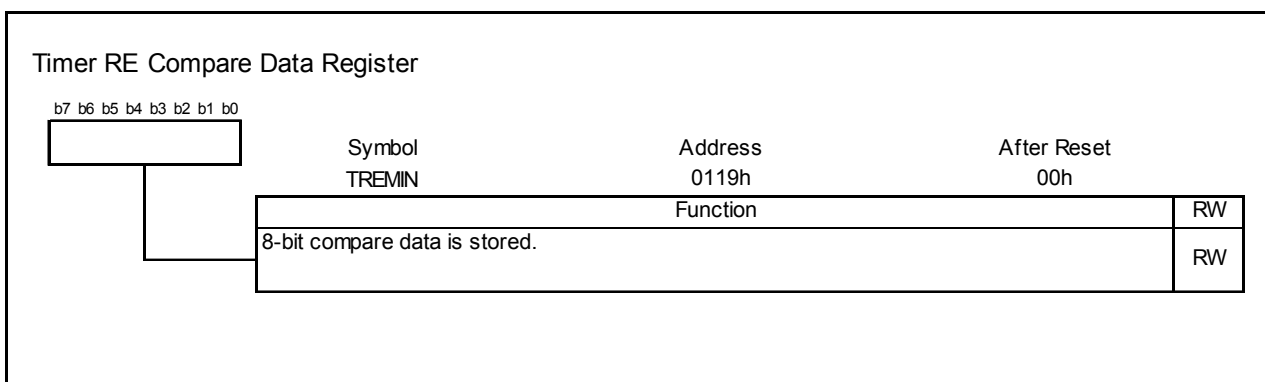 Timer RE Compare Data Register
b7 b6 b5 b4 b3 b2 b1 b0
Symbol Address After Reset
TREMIN 0119h 00h
Function RW
8-bit compare data is stored. RW